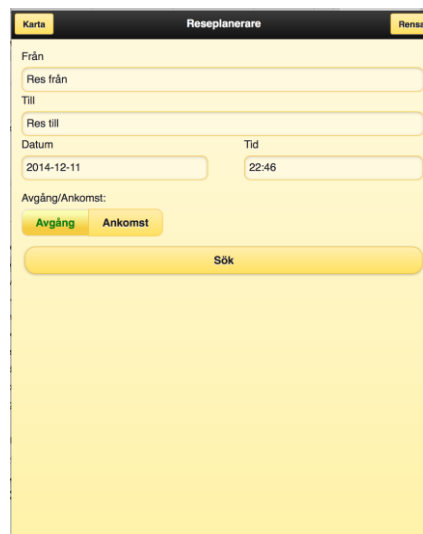 Karta Reseplanerare Rensa
Från
Res från
Till
Res till
Datum Tid
2014-12-11 22:46
Avgång/Ankomst:
Avgång Ankomst
Sök